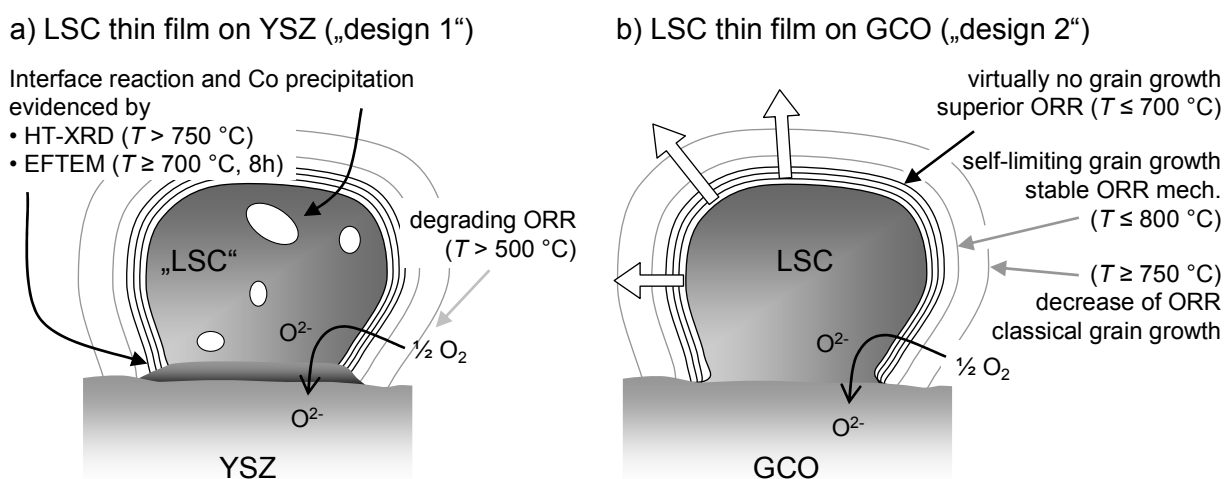 a) LSC thin film on YSZ („design 1“)
Interface reaction and Co precipitation
evidenced by
• HT-XRD (T > 750 °C)
• EFTEM (T ≥ 700 °C, 8h)
degrading ORR
(T > 500 °C)
„LSC“
O²⁻
½ O₂
O²⁻
YSZ
b) LSC thin film on GCO („design 2“)
virtually no grain growth
superior ORR (T ≤ 700 °C)
self-limiting grain growth
stable ORR mech.
(T ≤ 800 °C)
(T ≥ 750 °C)
decrease of ORR
classical grain growth
LSC
O²⁻
½ O₂
O²⁻
GCO